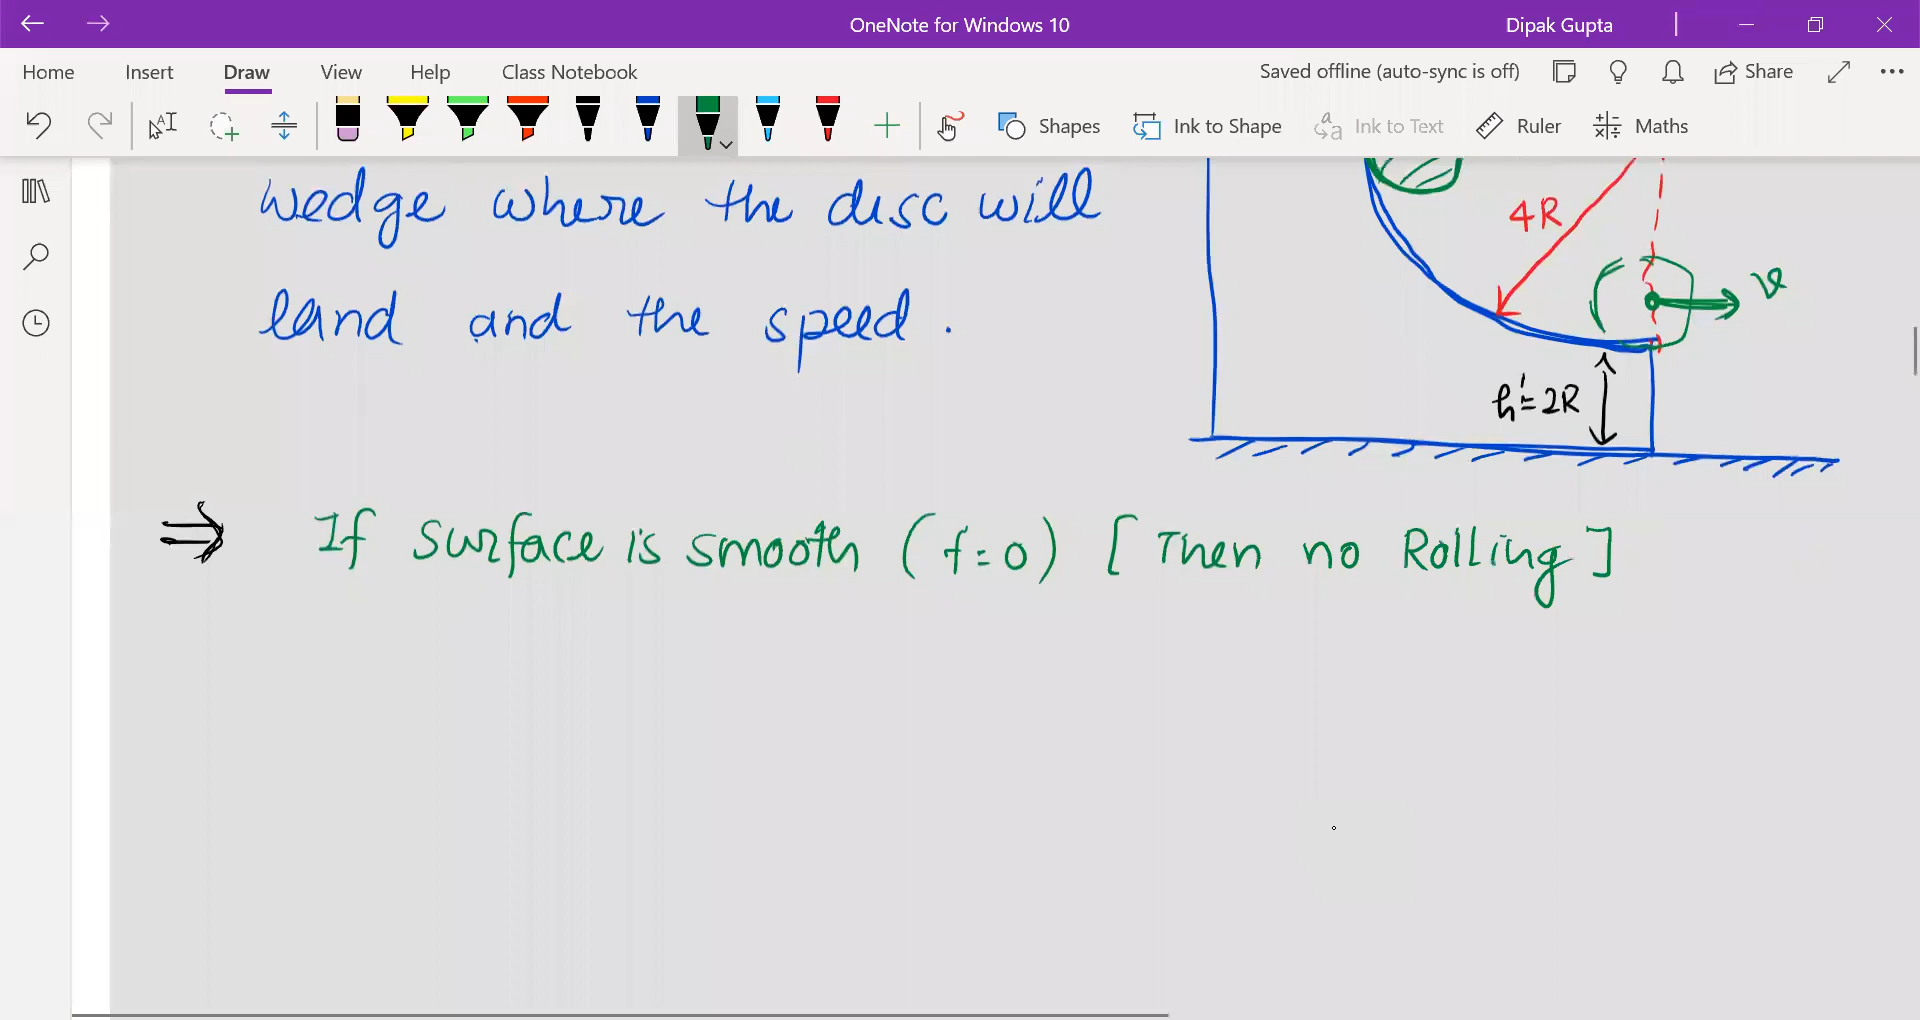 OneNote for Windows 10
Dipak Gupta
Home Insert Draw View Help Class Notebook
Saved offline (auto-sync is off) Share
Shapes Ink to Shape Ink to Text Ruler Maths
wedge where the disc will
land and the speed.
4R
v
h'=2R
⇒ If surface is smooth (f=0) [Then no Rolling]